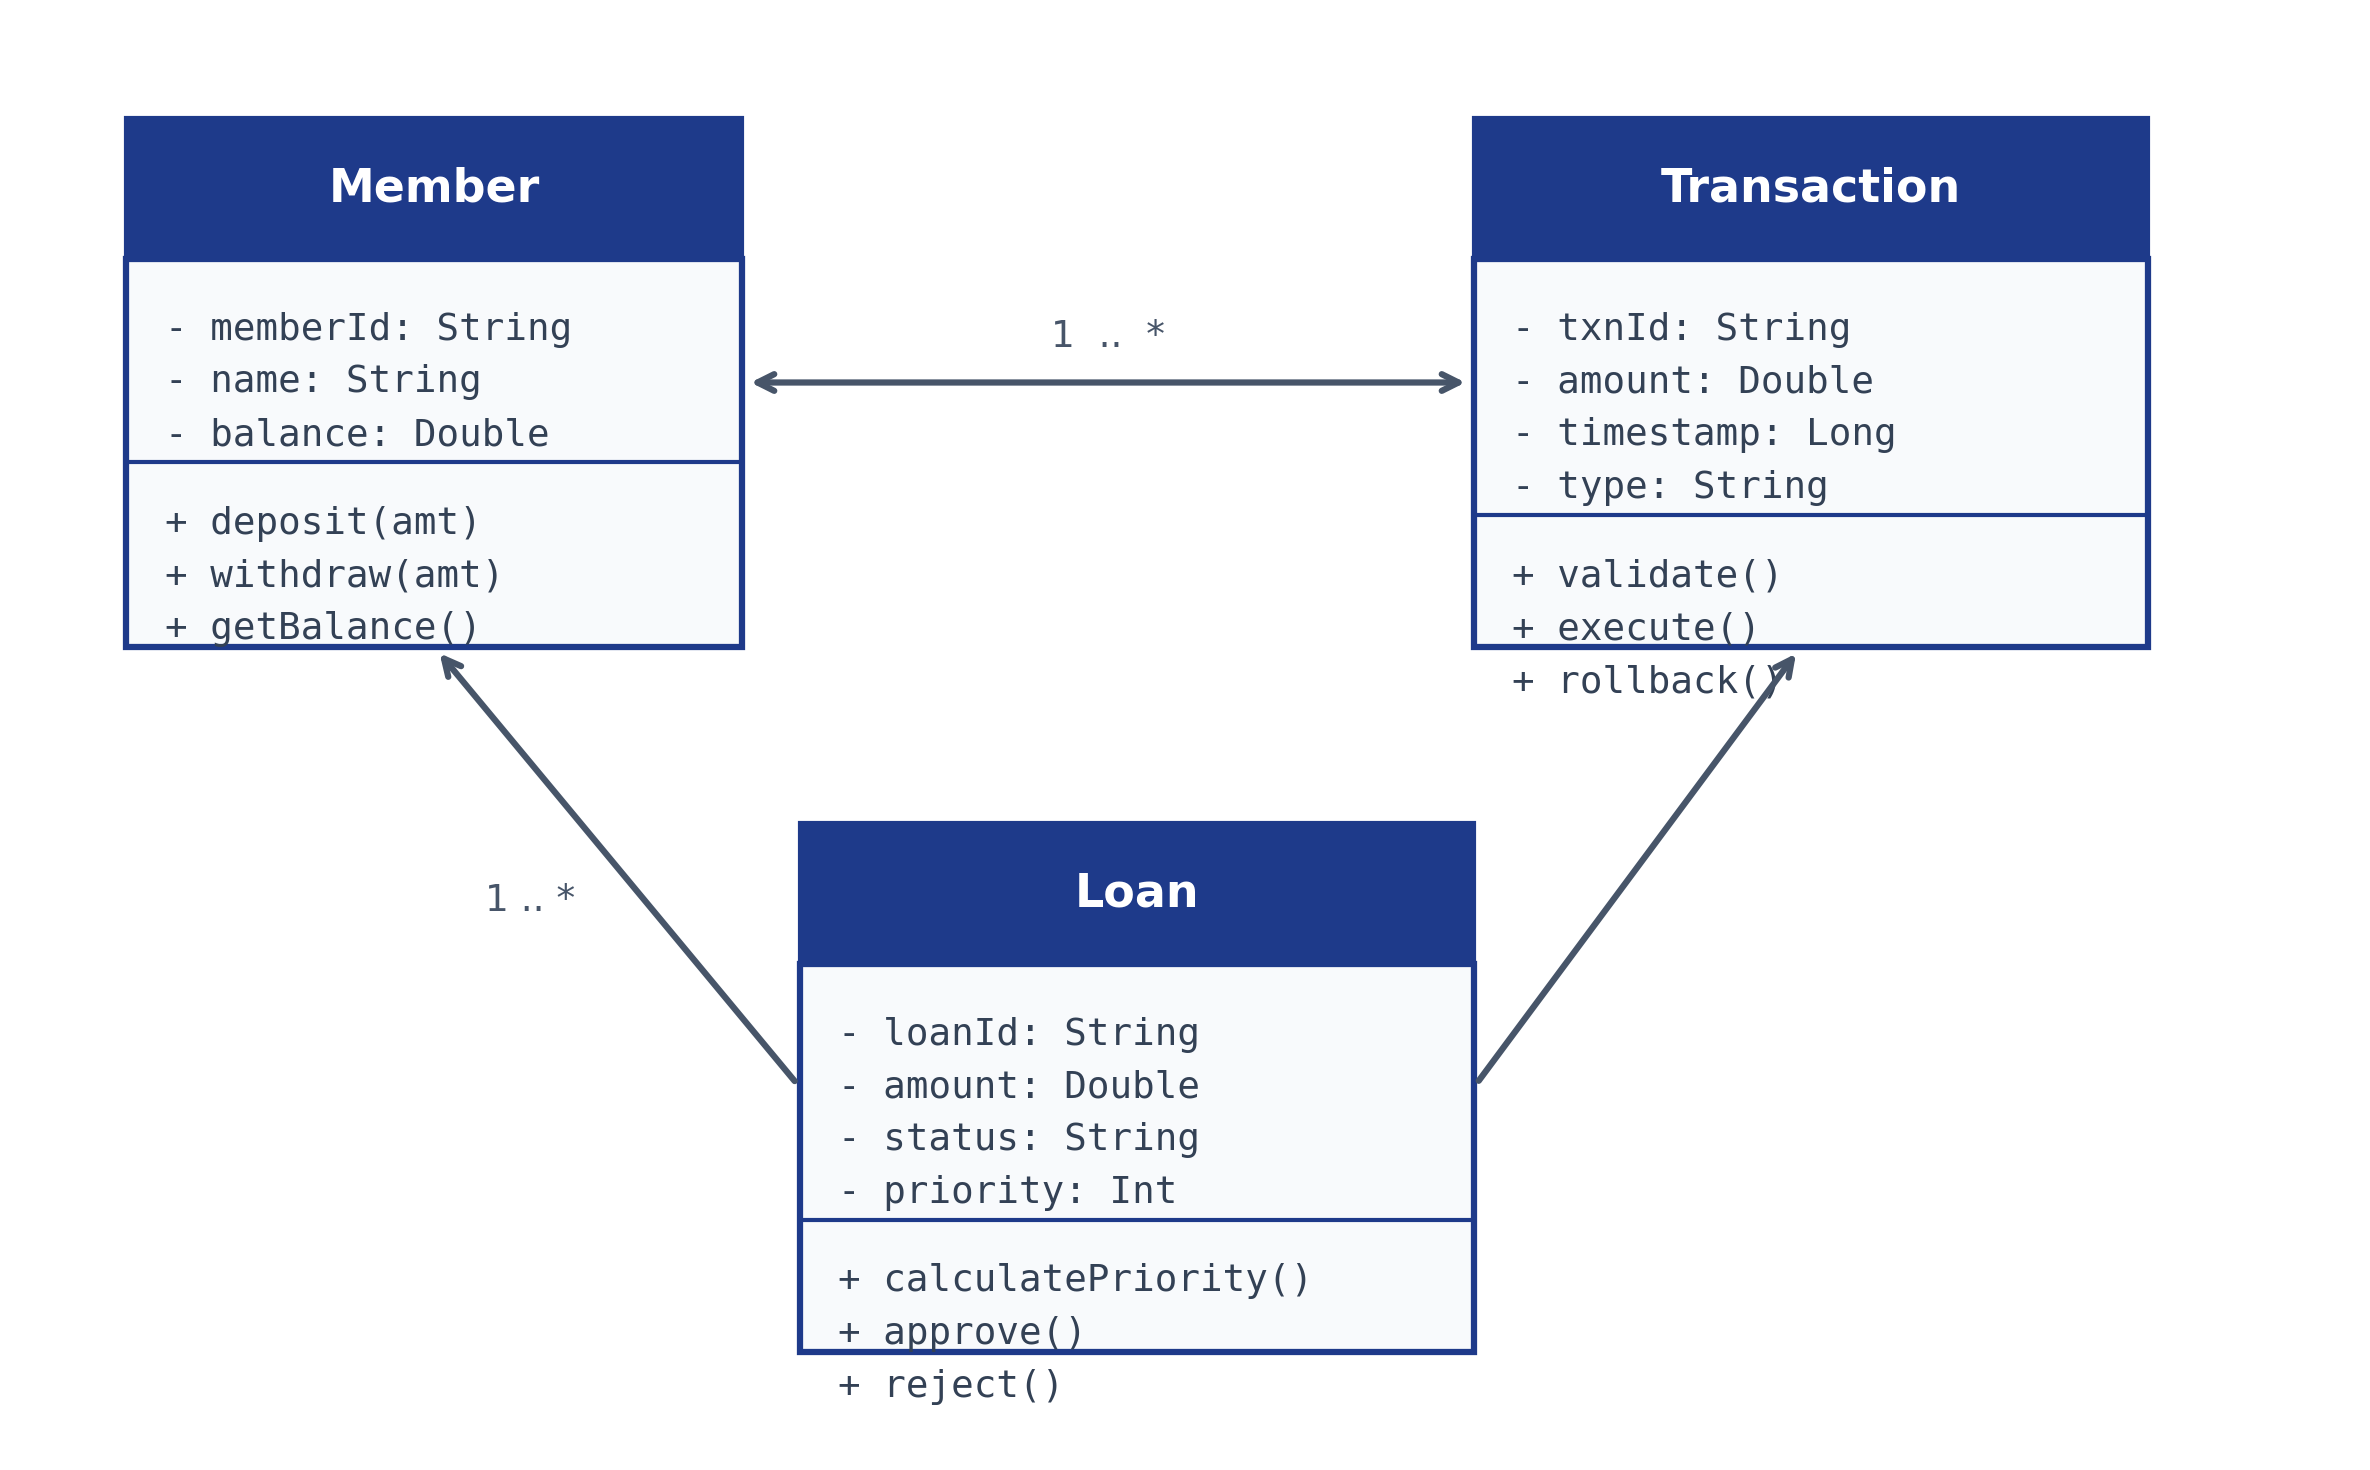 Member
- memberId: String
- name: String
- balance: Double
+ deposit(amt)
+ withdraw(amt)
+ getBalance()
1 .. *
Transaction
- txnId: String
- amount: Double
- timestamp: Long
- type: String
+ validate()
+ execute()
+ rollback()
1 .. *
Loan
- loanId: String
- amount: Double
- status: String
- priority: Int
+ calculatePriority()
+ approve()
+ reject()